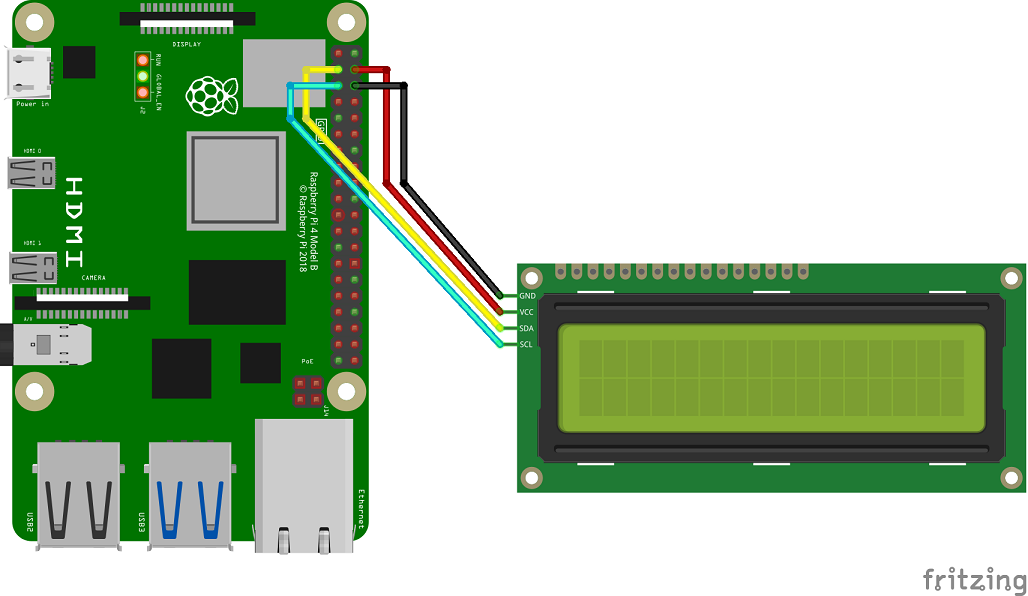 DISPLAY
RUN
GLOBAL_EN
J2
Power in
HDMI 0
HDMI
HDMI 1
CAMERA
A/V
Raspberry Pi 4 Model B
© Raspberry Pi 2018
PoE
J14
USB2
USB3
Ethernet
GND
VCC
SDA
SCL
fritzing